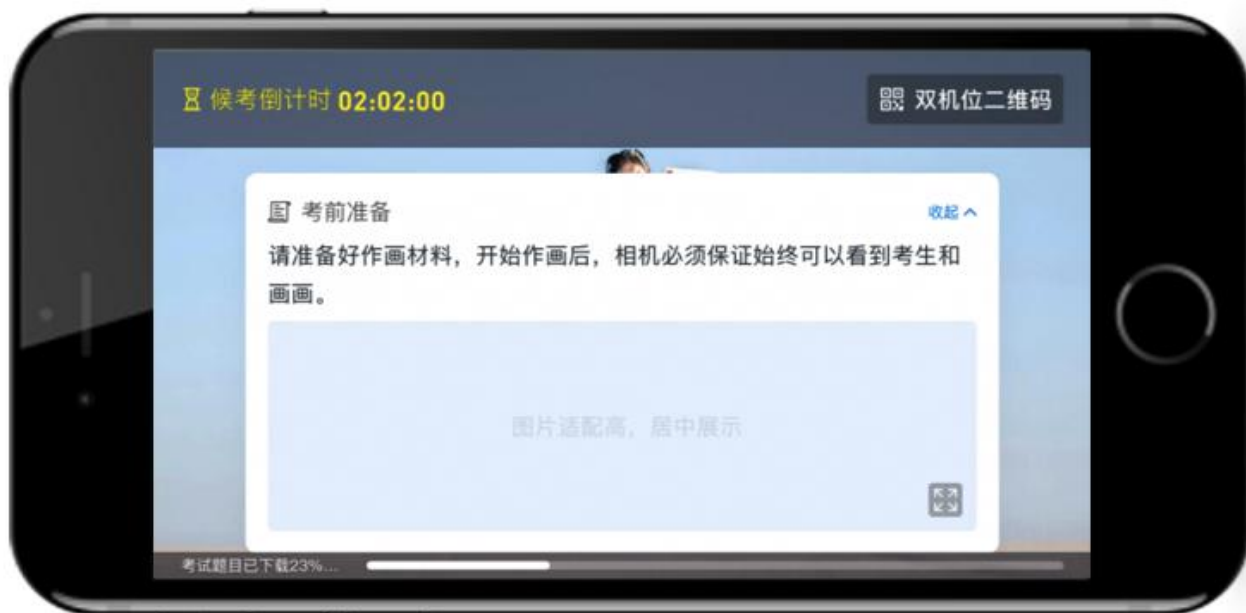 候考倒计时 02:02:00
双机位二维码
考前准备
收起
请准备好作画材料，开始作画后，相机必须保证始终可以看到考生和
画画。
图片适配高，居中展示
考试题目已下载23%...